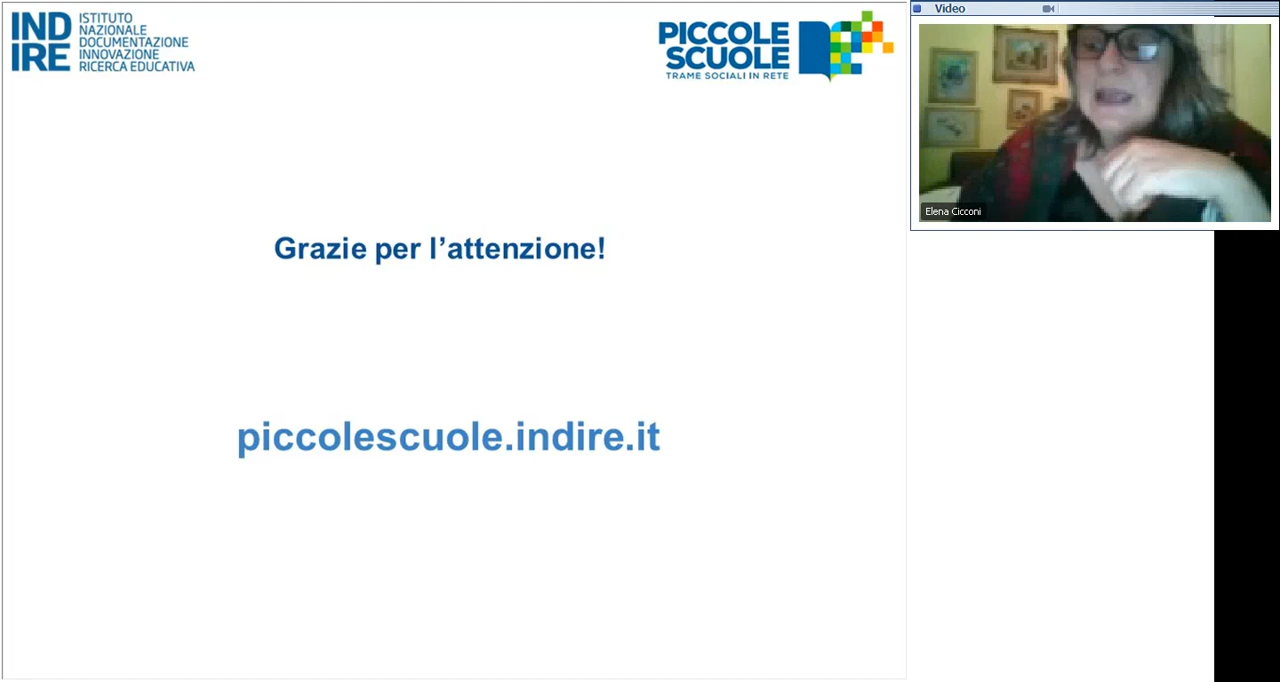 IND
IRE
ISTITUTO
NAZIONALE
DOCUMENTAZIONE
INNOVAZIONE
RICERCA EDUCATIVA
PICCOLE
SCUOLE
TRAME SOCIALI IN RETE
Video
Elena Cicconi
Grazie per l’attenzione!
piccolescuole.indire.it